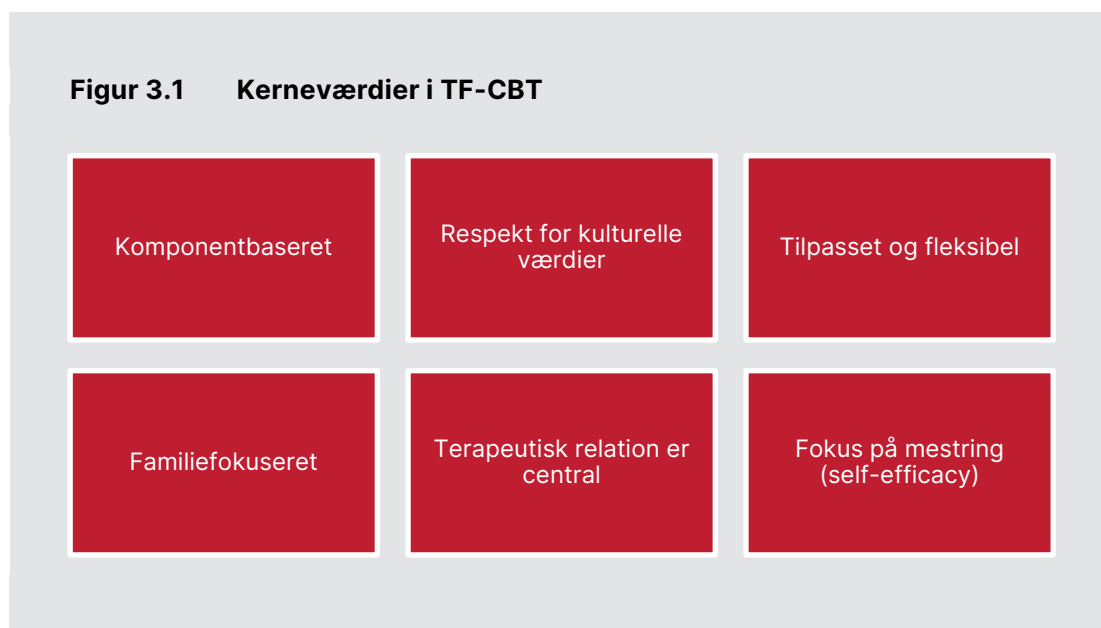 Figur 3.1 Kerneværdier i TF-CBT
Komponentbaseret
Respekt for kulturelle
værdier
Tilpasset og fleksibel
Familiefokuseret
Terapeutisk relation er
central
Fokus på mestring
(self-efficacy)